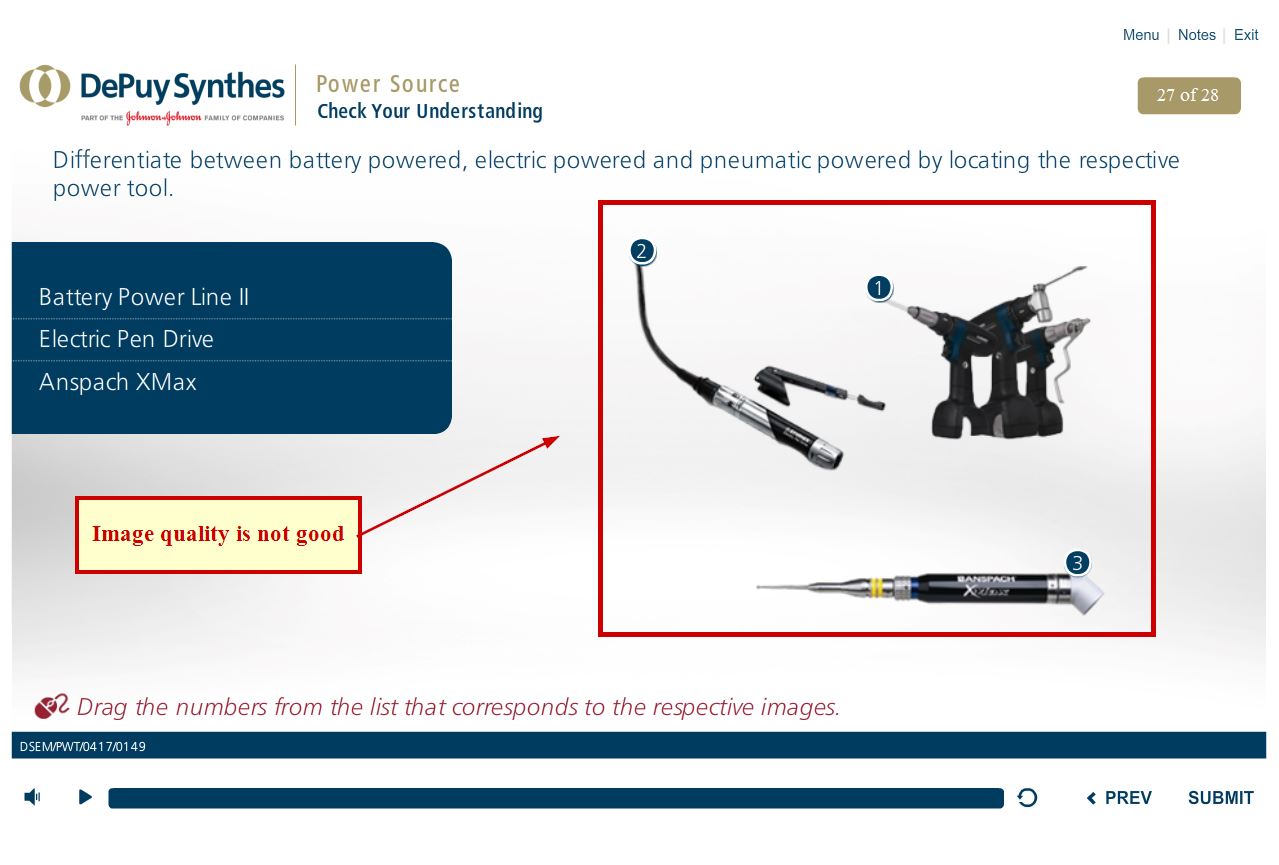 Menu | Notes | Exit
DePuy Synthes
PART OF THE Johnson & Johnson FAMILY OF COMPANIES
Power Source
Check Your Understanding
27 of 28
Differentiate between battery powered, electric powered and pneumatic powered by locating the respective
power tool.
2
1
Battery Power Line II
Electric Pen Drive
Anspach XMax
Image quality is not good
3
ANSPACH
XMax
Drag the numbers from the list that corresponds to the respective images.
DSEM/PWT/0417/0149
PREV
SUBMIT